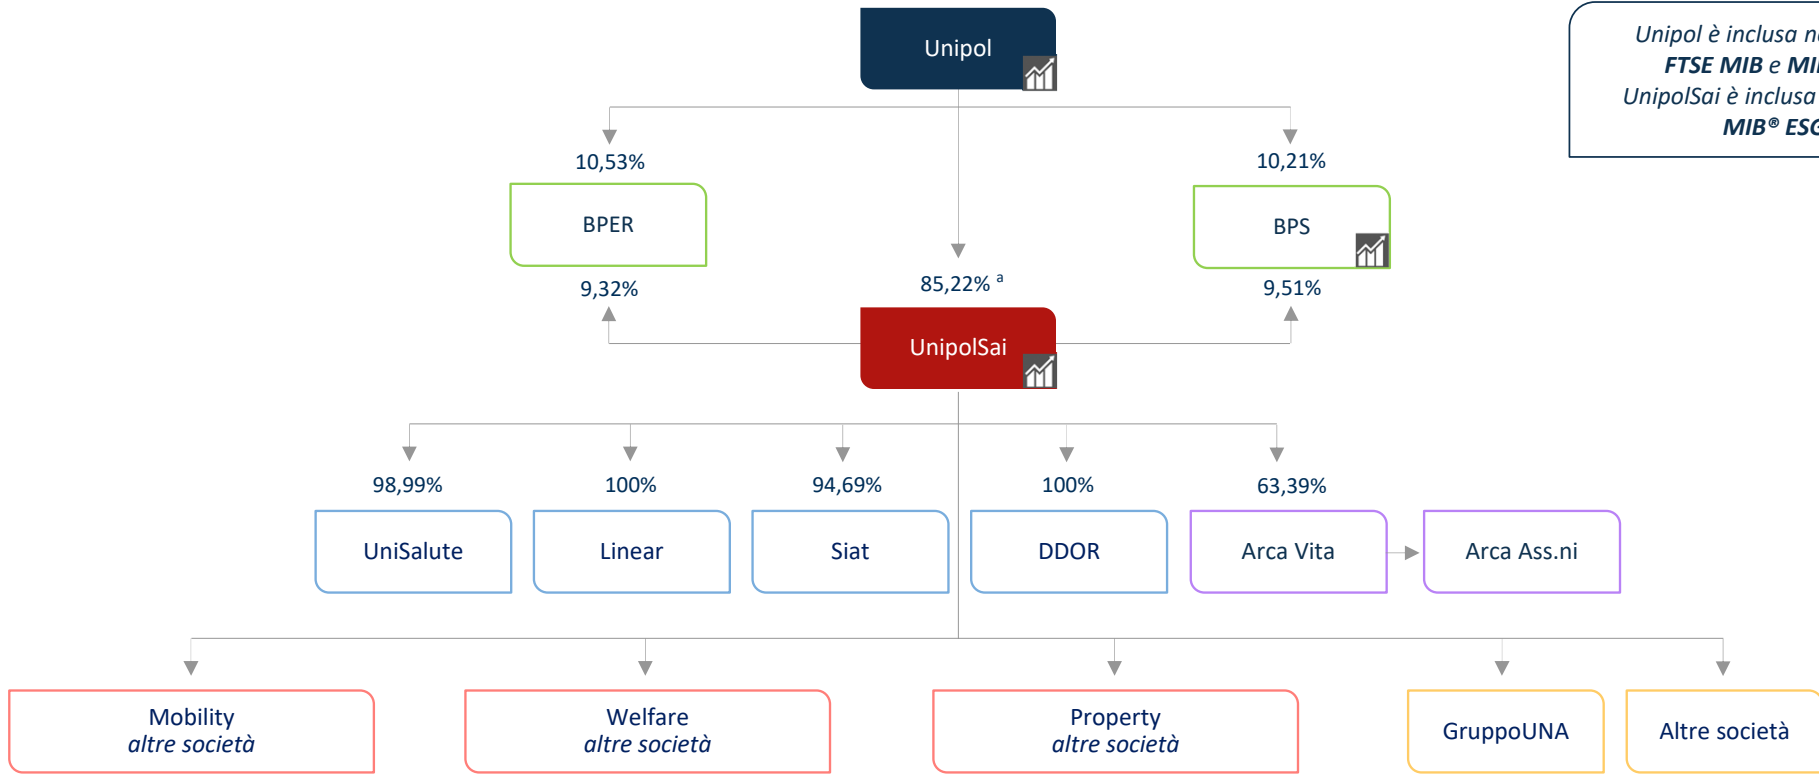 Unipol
Unipol è inclusa
FTSE MIB e
UnipolSai è inclusa
MIB® ESG
10,53%
10,21%
BPER
BPS
9,32%
85,22% a
9,51%
UnipolSai
98,99%
100%
94,69%
100%
63,39%
UniSalute
Linear
Siat
DDOR
Arca Vita
Arca Ass.ni
Mobility
altre società
Welfare
altre società
Property
altre società
GruppoUNA
Altre società